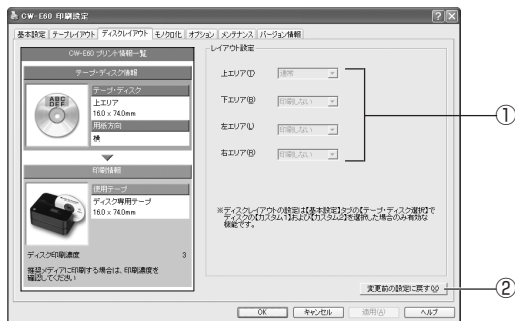 CW-E60 印刷設定
基本設定 テープレイアウト ディスクレイアウト モノクロ化 オプション メンテナンス バージョン情報
CW-E60 プリント情報一覧
テープ・ディスク情報
ABC
DEF
テープ・ディスク
上エリア
16.0 x 74.0mm
用紙方向
横
印刷情報
使用テープ
ディスク専用テープ
16.0 x 74.0mm
ディスク印刷濃度 3
推奨メディアに印刷する場合は、印刷濃度を
確認してください
レイアウト設定
上エリア(T) 通常
下エリア(B) 印刷しない
左エリア(L) 印刷しない
右エリア(R) 印刷しない
※ディスクレイアウトの設定は【基本設定】タブの【テープ・ディスク選択】で
ディスクの【カスタム1】および【カスタム2】を選択した場合のみ有効な
機能です。
変更前の設定に戻す(X)
OK キャンセル 適用(A) ヘルプ
①
②